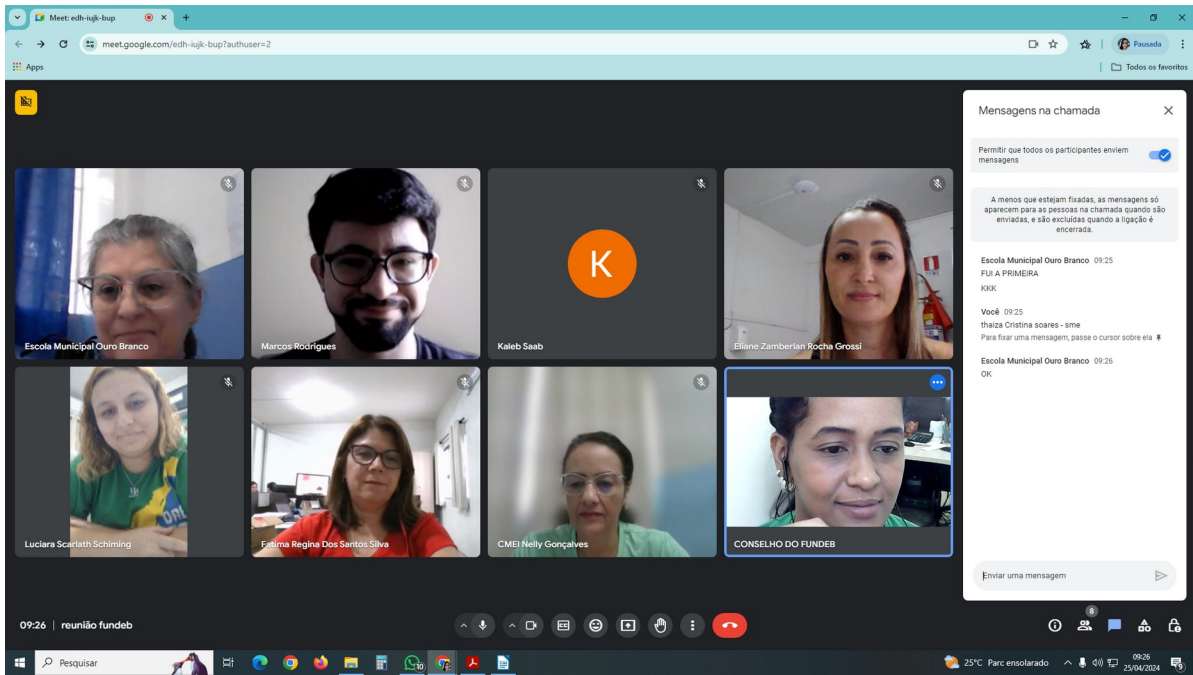 Meet: edh-iujk-bup
meet.google.com/edh-iujk-bup?authuser=2
Pausada
Apps
Todos os favoritos
Mensagens na chamada
Permitir que todos os participantes enviem
mensagens
A menos que estejam fixadas, as mensagens só
aparecem para as pessoas na chamada quando são
enviadas, e são excluídas quando a ligação é
encerrada.
Escola Municipal Ouro Branco 09:25
FUI A PRIMEIRA
KKK
Você 09:25
thaiza Cristina soares - sme
Para fixar uma mensagem, passe o cursor sobre ela
Escola Municipal Ouro Branco 09:26
OK
Enviar uma mensagem
Escola Municipal Ouro Branco
Marcos Rodrigues
K
Kaleb Saab
Eliane Zamberlan Rocha Grossi
Luciara Scarlath Schiming
Fatima Regina Dos Santos Silva
CMEI Nelly Gonçalves
CONSELHO DO FUNDEB
09:26 | reunião fundeb
CC
8
Pesquisar
10
25°C Parc ensolarado
09:26
25/04/2024